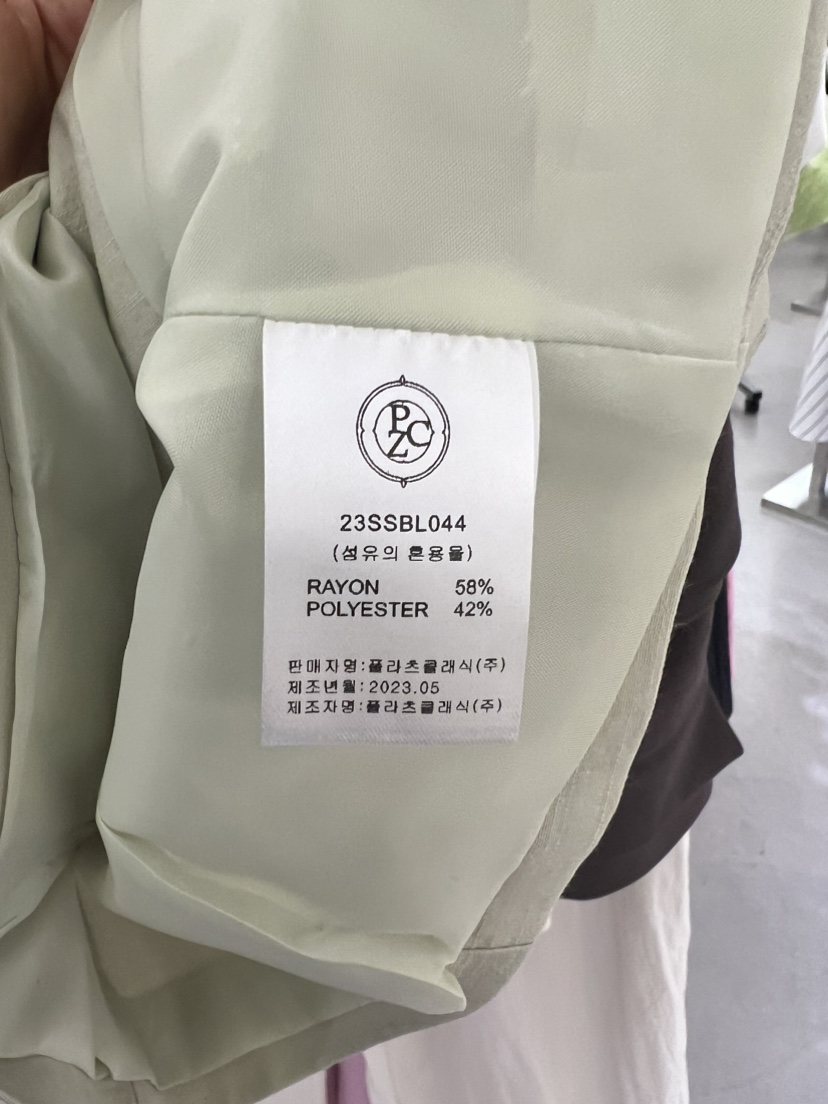 PZC
23SSBL044
(섬유의 혼용율)
RAYON 58%
POLYESTER 42%
판매자명:플라츠클래식(주)
제조년월:2023.05
제조자명:플라츠클래식(주)